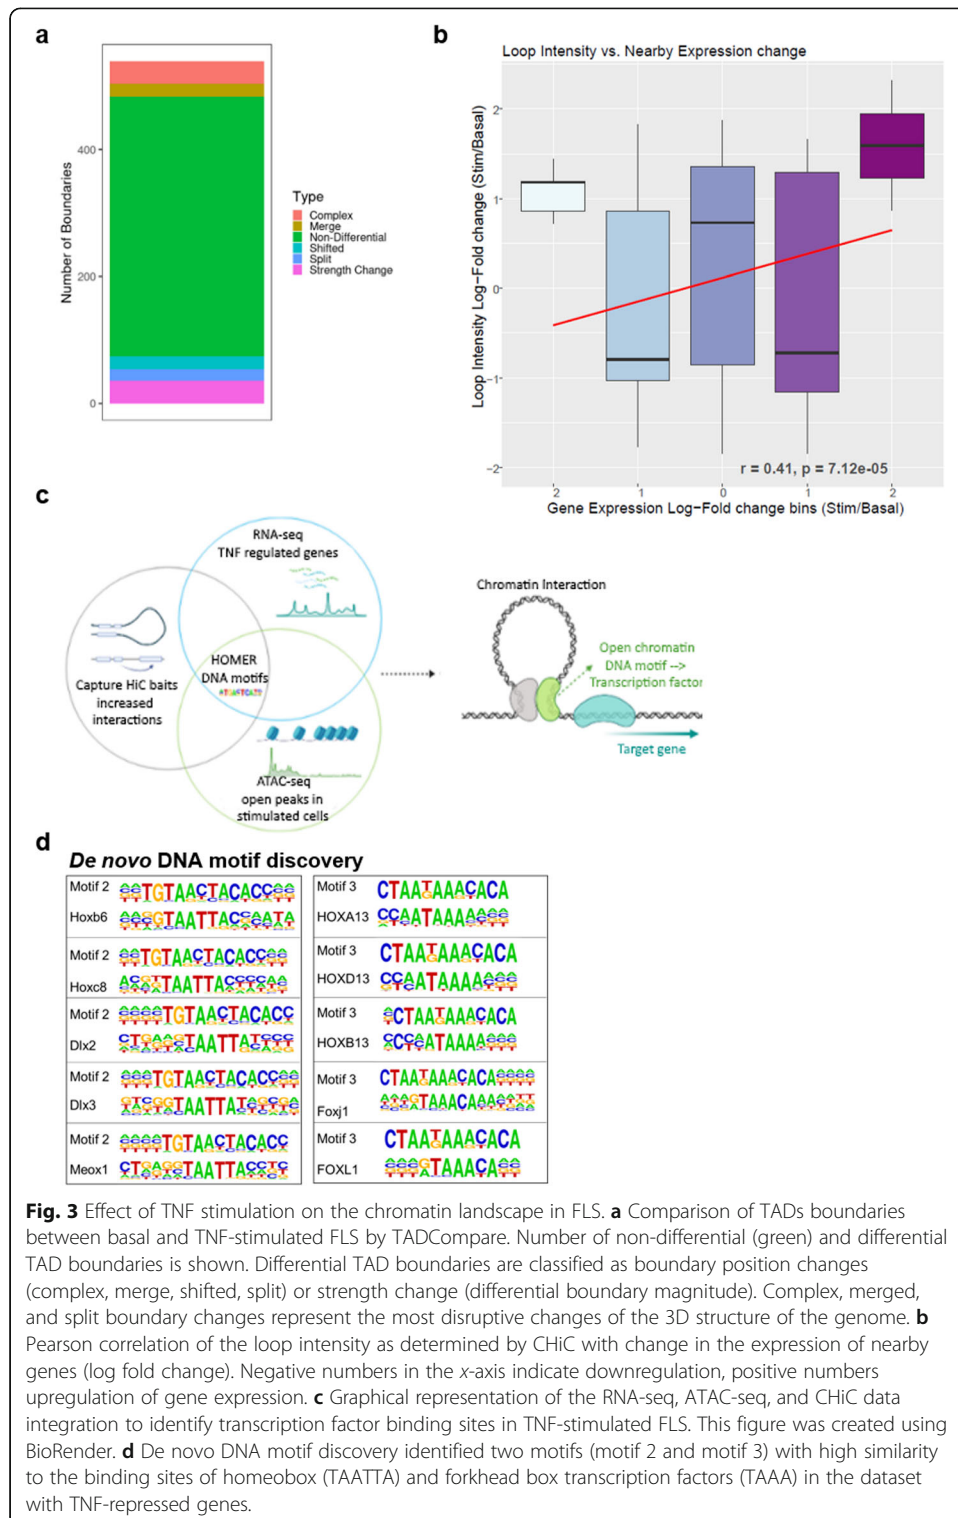 a
Number of Boundaries
400
200
0
Type
Complex
Merge
Non-Differential
Shifted
Split
Strength Change
b
Loop Intensity vs. Nearby Expression change
Loop Intensity Log-Fold change (Stim/Basal)
2
1
0
-1
-2
r = 0.41, p = 7.12e-05
2 1 0 1 2
Gene Expression Log-Fold change bins (Stim/Basal)
c
RNA-seq
TNF regulated genes
HOMER
DNA motifs
Capture HiC baits
increased
interactions
ATAC-seq
open peaks in
stimulated cells
Chromatin Interaction
Open chromatin
DNA motif -->
Transcription factor
Target gene
d
De novo DNA motif discovery
Motif 2
Hoxb6
Motif 2
Hoxc8
Motif 2
Dlx2
Motif 2
Dlx3
Motif 2
Meox1
Motif 3
HOXA13
Motif 3
HOXD13
Motif 3
HOXB13
Motif 3
Foxj1
Motif 3
FOXL1
Fig. 3 Effect of TNF stimulation on the chromatin landscape in FLS. a Comparison of TADs boundaries
between basal and TNF-stimulated FLS by TADCompare. Number of non-differential (green) and differential
TAD boundaries is shown. Differential TAD boundaries are classified as boundary position changes
(complex, merge, shifted, split) or strength change (differential boundary magnitude). Complex, merged,
and split boundary changes represent the most disruptive changes of the 3D structure of the genome. b
Pearson correlation of the loop intensity as determined by CHiC with change in the expression of nearby
genes (log fold change). Negative numbers in the x-axis indicate downregulation, positive numbers
upregulation of gene expression. c Graphical representation of the RNA-seq, ATAC-seq, and CHiC data
integration to identify transcription factor binding sites in TNF-stimulated FLS. This figure was created using
BioRender. d De novo DNA motif discovery identified two motifs (motif 2 and motif 3) with high similarity
to the binding sites of homeobox (TAATTA) and forkhead box transcription factors (TAAA) in the dataset
with TNF-repressed genes.